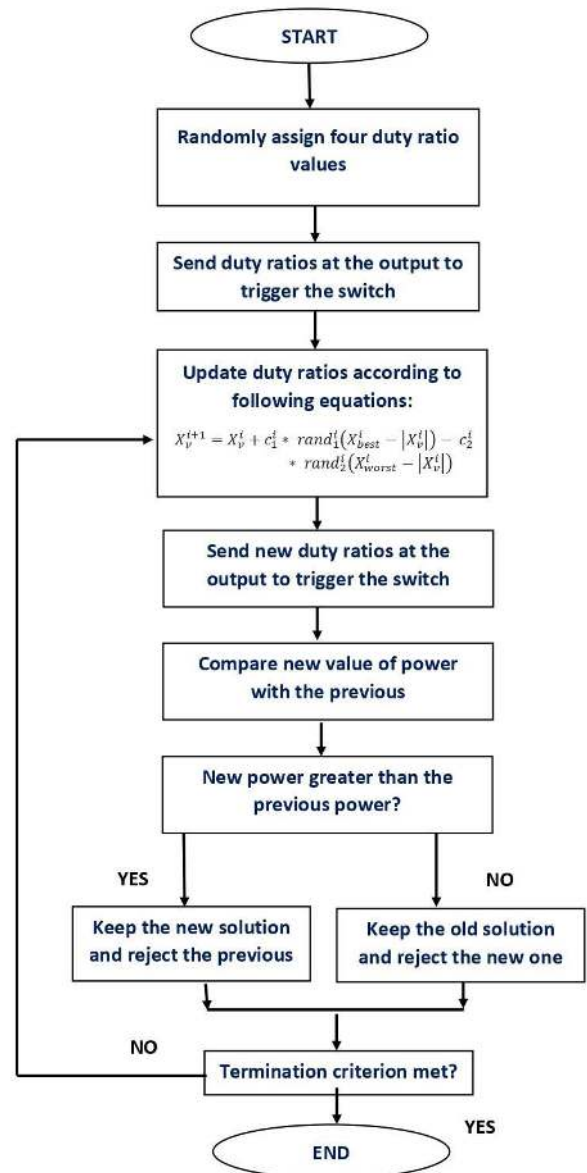 START
Randomly assign four duty ratio
values
Send duty ratios at the output to
trigger the switch
Update duty ratios according to
following equations:
X_v^{i+1} = X_v^i + c_1^i * rand_1^i(X_{best}^i − |X_v^i|) − c_2^i
* rand_2^i(X_{worst}^i − |X_v^i|)
Send new duty ratios at the
output to trigger the switch
Compare new value of power
with the previous
New power greater than the
previous power?
YES
NO
Keep the new solution
and reject the previous
Keep the old solution
and reject the new one
NO
Termination criterion met?
YES
END